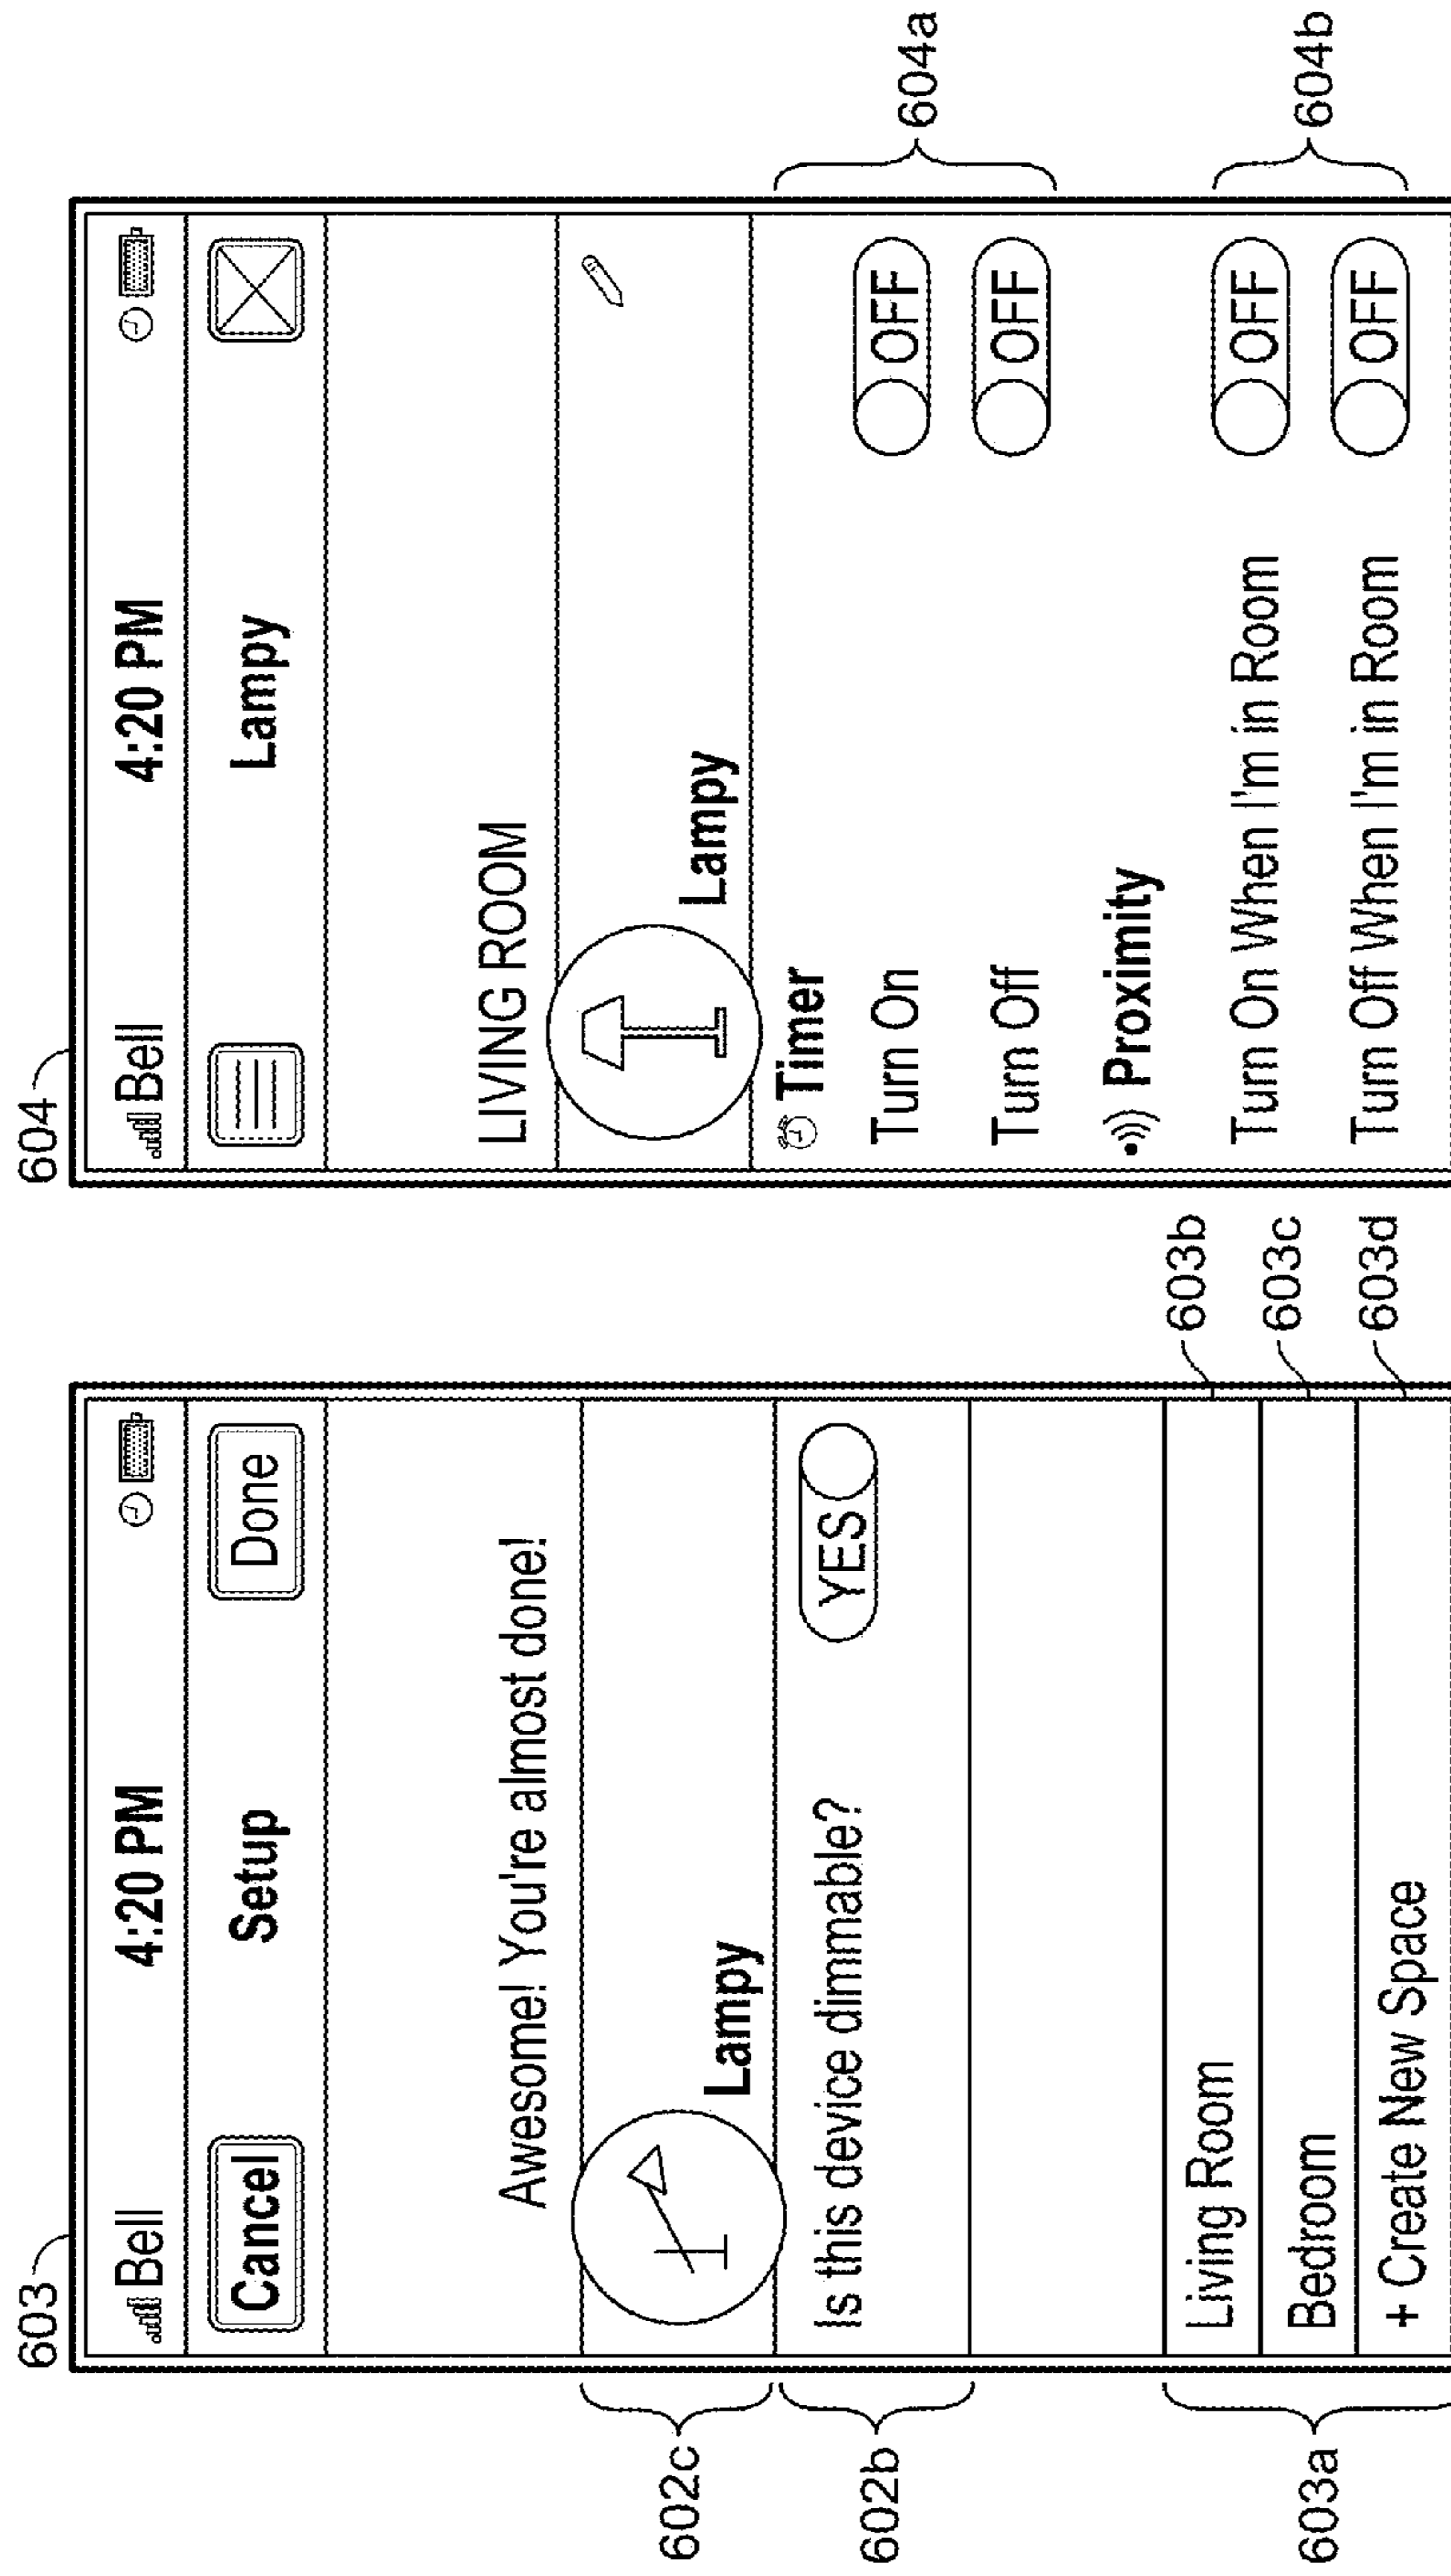 603
Bell 4:20 PM
Cancel Setup Done
Awesome! You're almost done!
602c
Lampy
602b
Is this device dimmable? YES
603a
Living Room
603b
Bedroom
603c
+ Create New Space
603d
604
Bell 4:20 PM
Lampy
LIVING ROOM
Lampy
Timer
604a
Turn On OFF
Turn Off OFF
Proximity
604b
Turn On When I'm in Room OFF
Turn Off When I'm in Room OFF